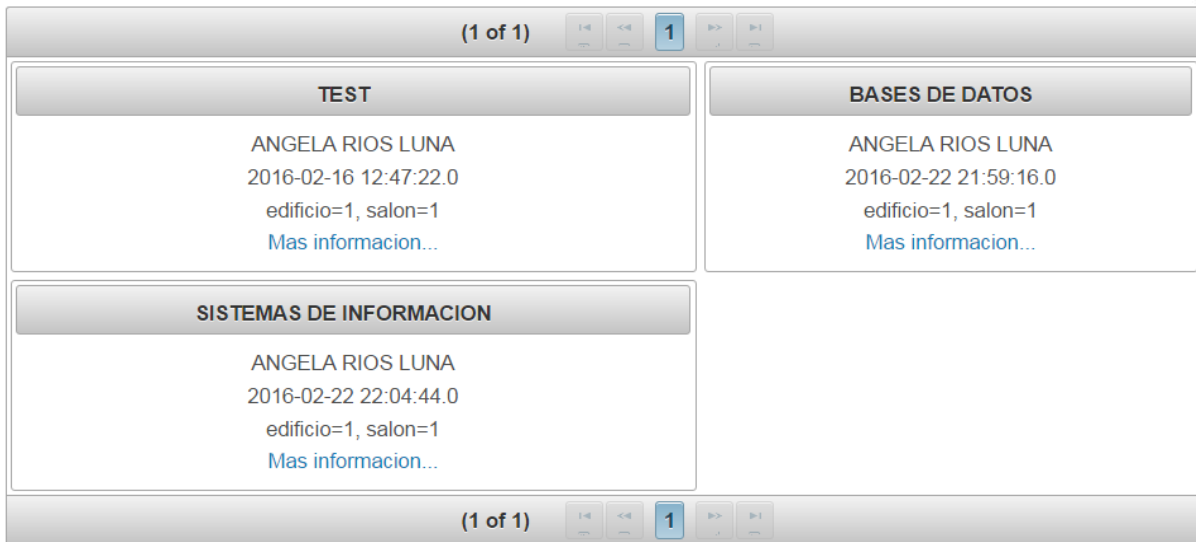 (1 of 1) 1
TEST
ANGELA RIOS LUNA
2016-02-16 12:47:22.0
edificio=1, salon=1
Mas informacion...
BASES DE DATOS
ANGELA RIOS LUNA
2016-02-22 21:59:16.0
edificio=1, salon=1
Mas informacion...
SISTEMAS DE INFORMACION
ANGELA RIOS LUNA
2016-02-22 22:04:44.0
edificio=1, salon=1
Mas informacion...
(1 of 1) 1